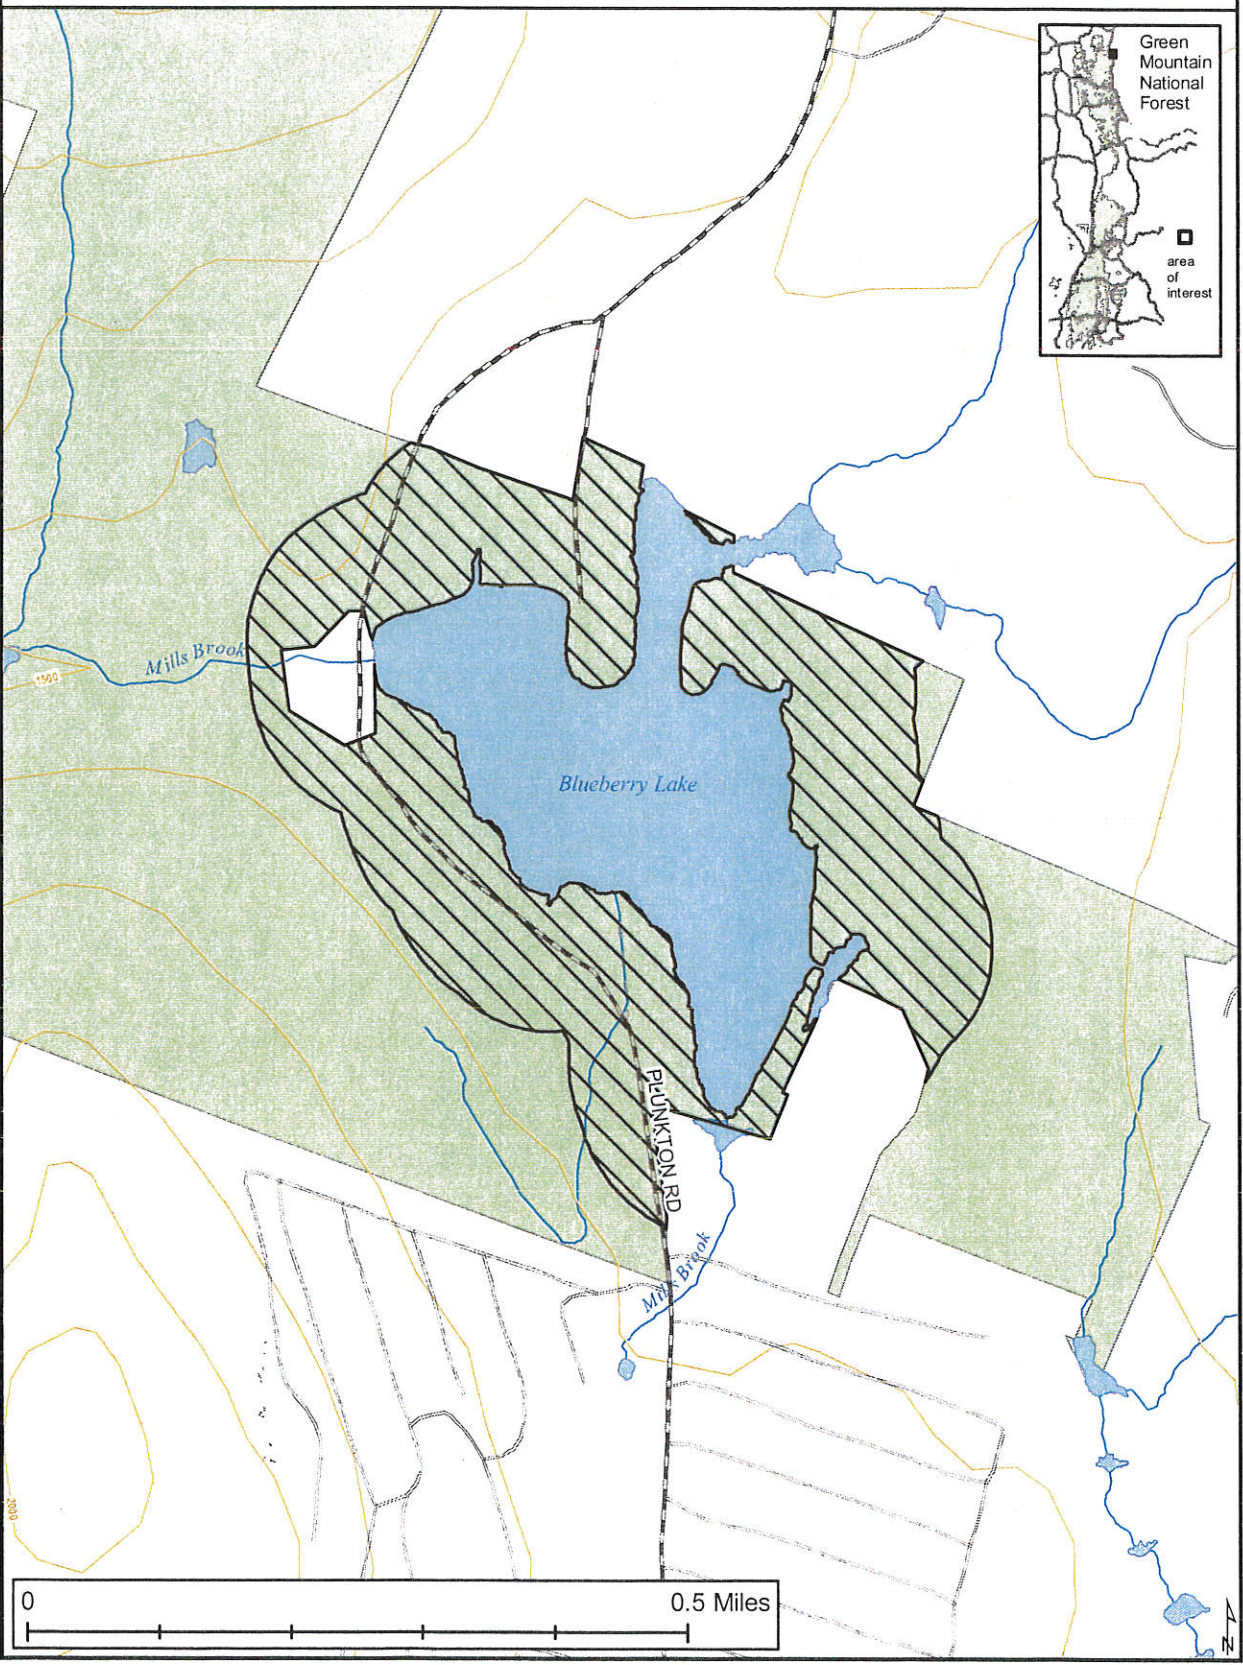 Green
Mountain
National
Forest
area
of
interest
Mills Brook
1500
Blueberry Lake
PLUNKTON RD
Mills Brook
2000
0
0.5 Miles
N